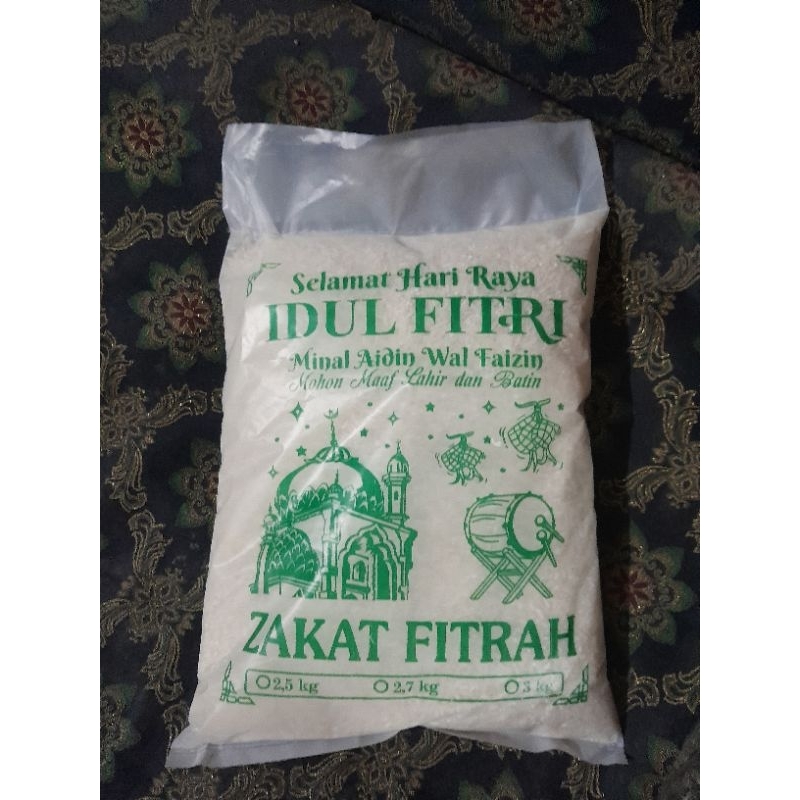 Selamat Hari Raya
IDUL FITRI
Minal Aidin Wal Faizin
Mohon Maaf Lahir dan Batin
ZAKAT FITRAH
2,5 kg 2.7 kg 3 kg